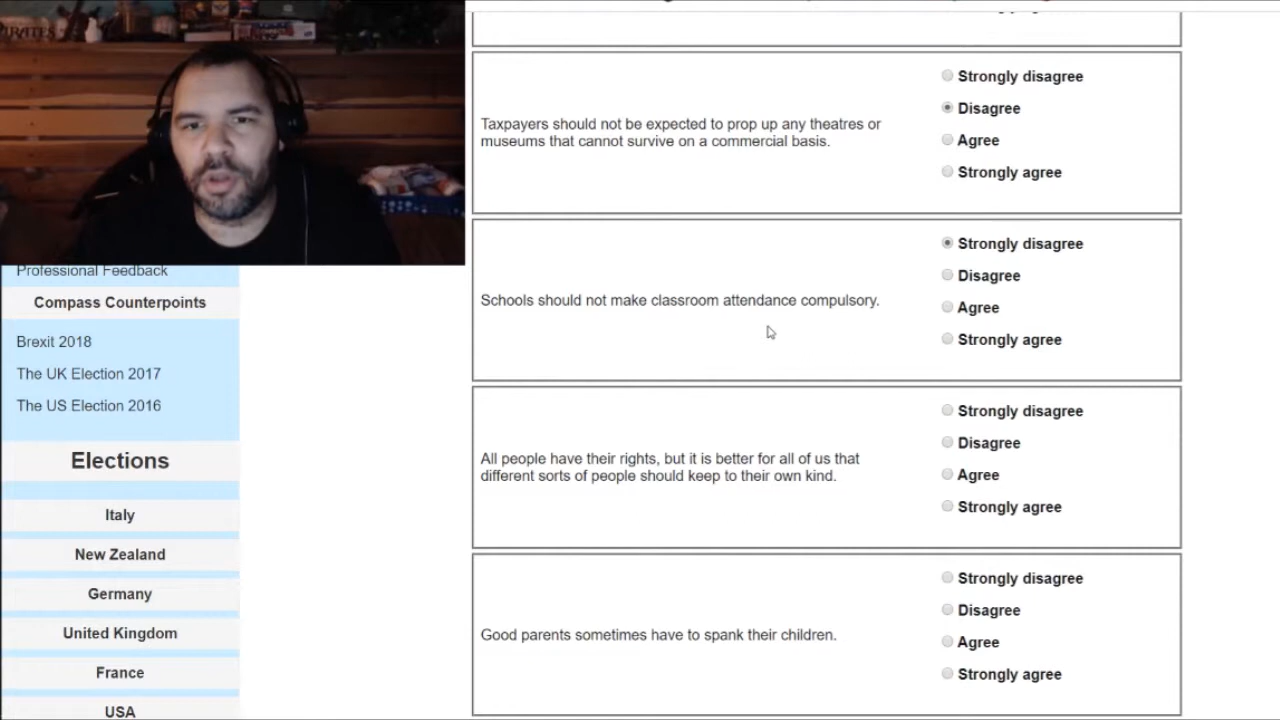 Strongly disagree
Taxpayers should not be expected to prop up any theatres or
museums that cannot survive on a commercial basis.
Disagree
Agree
Strongly agree
Schools should not make classroom attendance compulsory.
Strongly disagree
Disagree
Agree
Strongly agree
All people have their rights, but it is better for all of us that
different sorts of people should keep to their own kind.
Strongly disagree
Disagree
Agree
Strongly agree
Good parents sometimes have to spank their children.
Strongly disagree
Disagree
Agree
Strongly agree
Professional Feedback
Compass Counterpoints
Brexit 2018
The UK Election 2017
The US Election 2016
Elections
Italy
New Zealand
Germany
United Kingdom
France
USA